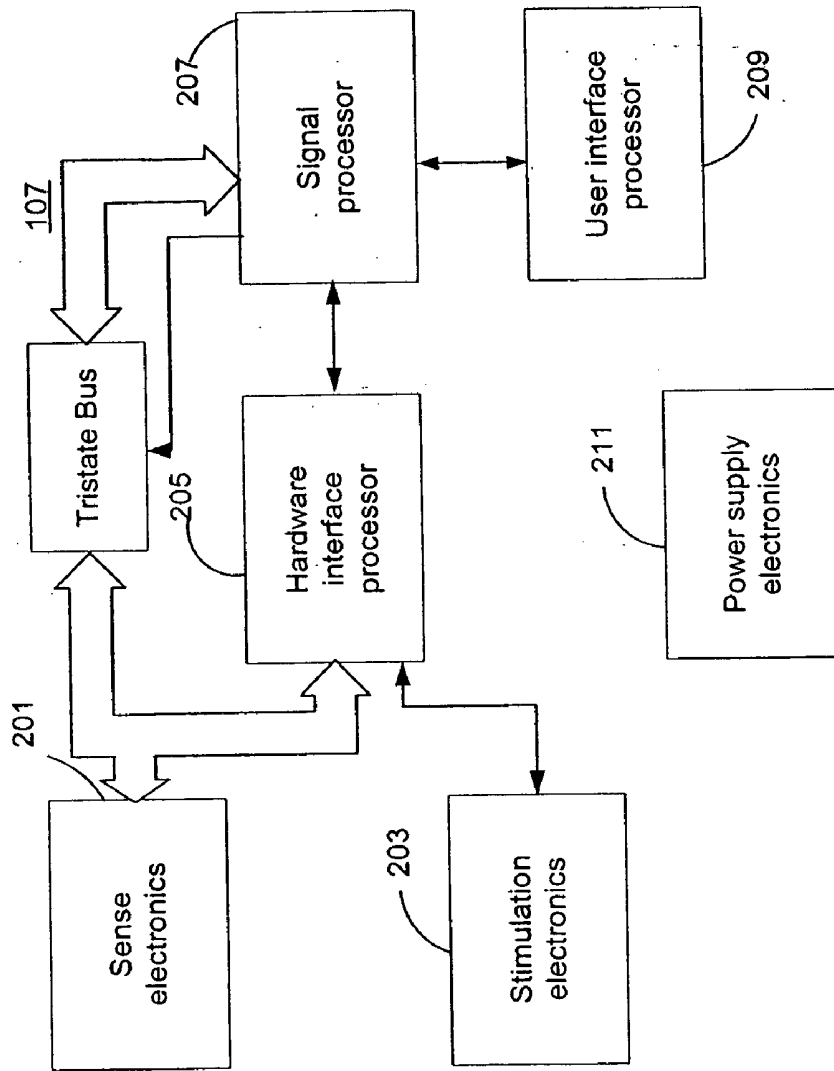 107
Tristate Bus
201
Sense
electronics
205
Hardware
interface
processor
207
Signal
processor
203
Stimulation
electronics
211
Power supply
electronics
209
User interface
processor